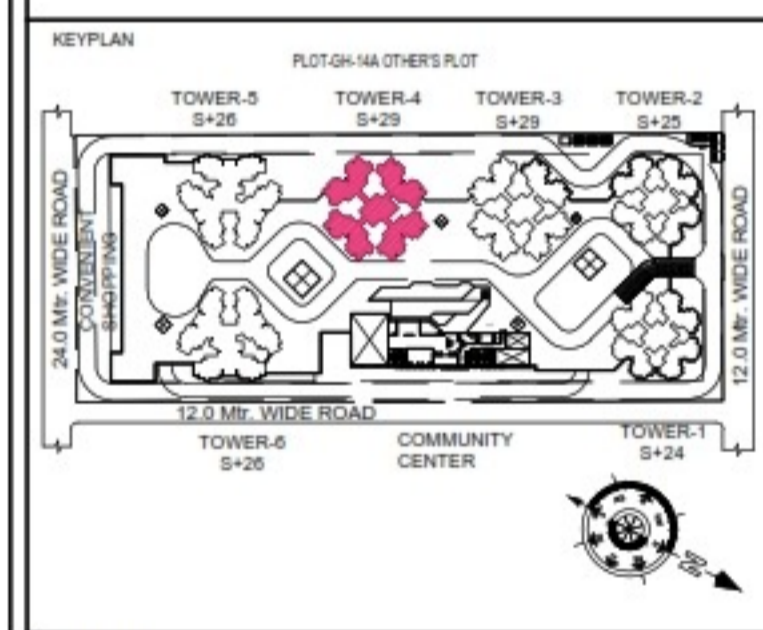 KEYPLAN
PLOT-GH-14A OTHER'S PLOT
TOWER-5
S+26
TOWER-4
S+29
TOWER-3
S+29
TOWER-2
S+25
24.0 Mtr. WIDE ROAD
CONVENIENT
SHOPPING
12.0 Mtr. WIDE ROAD
12.0 Mtr. WIDE ROAD
TOWER-6
S+26
COMMUNITY
CENTER
TOWER-1
S+24
N